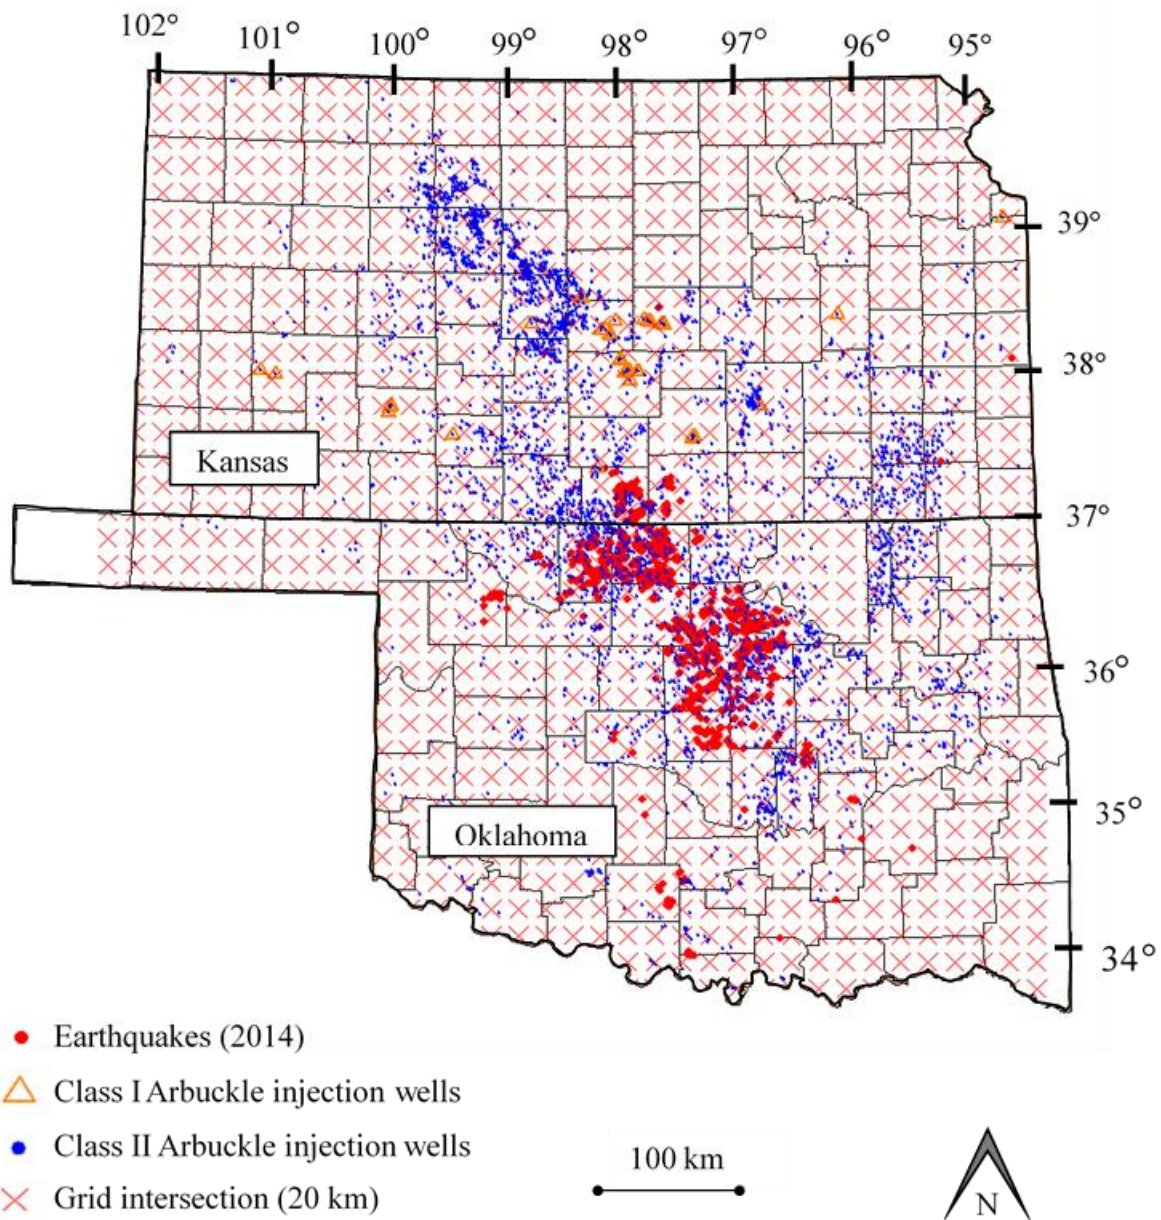 102° 101° 100° 99° 98° 97° 96° 95°
39°
38°
Kansas
37°
36°
35°
Oklahoma
34°
Earthquakes (2014)
Class I Arbuckle injection wells
Class II Arbuckle injection wells
100 km
Grid intersection (20 km)
N